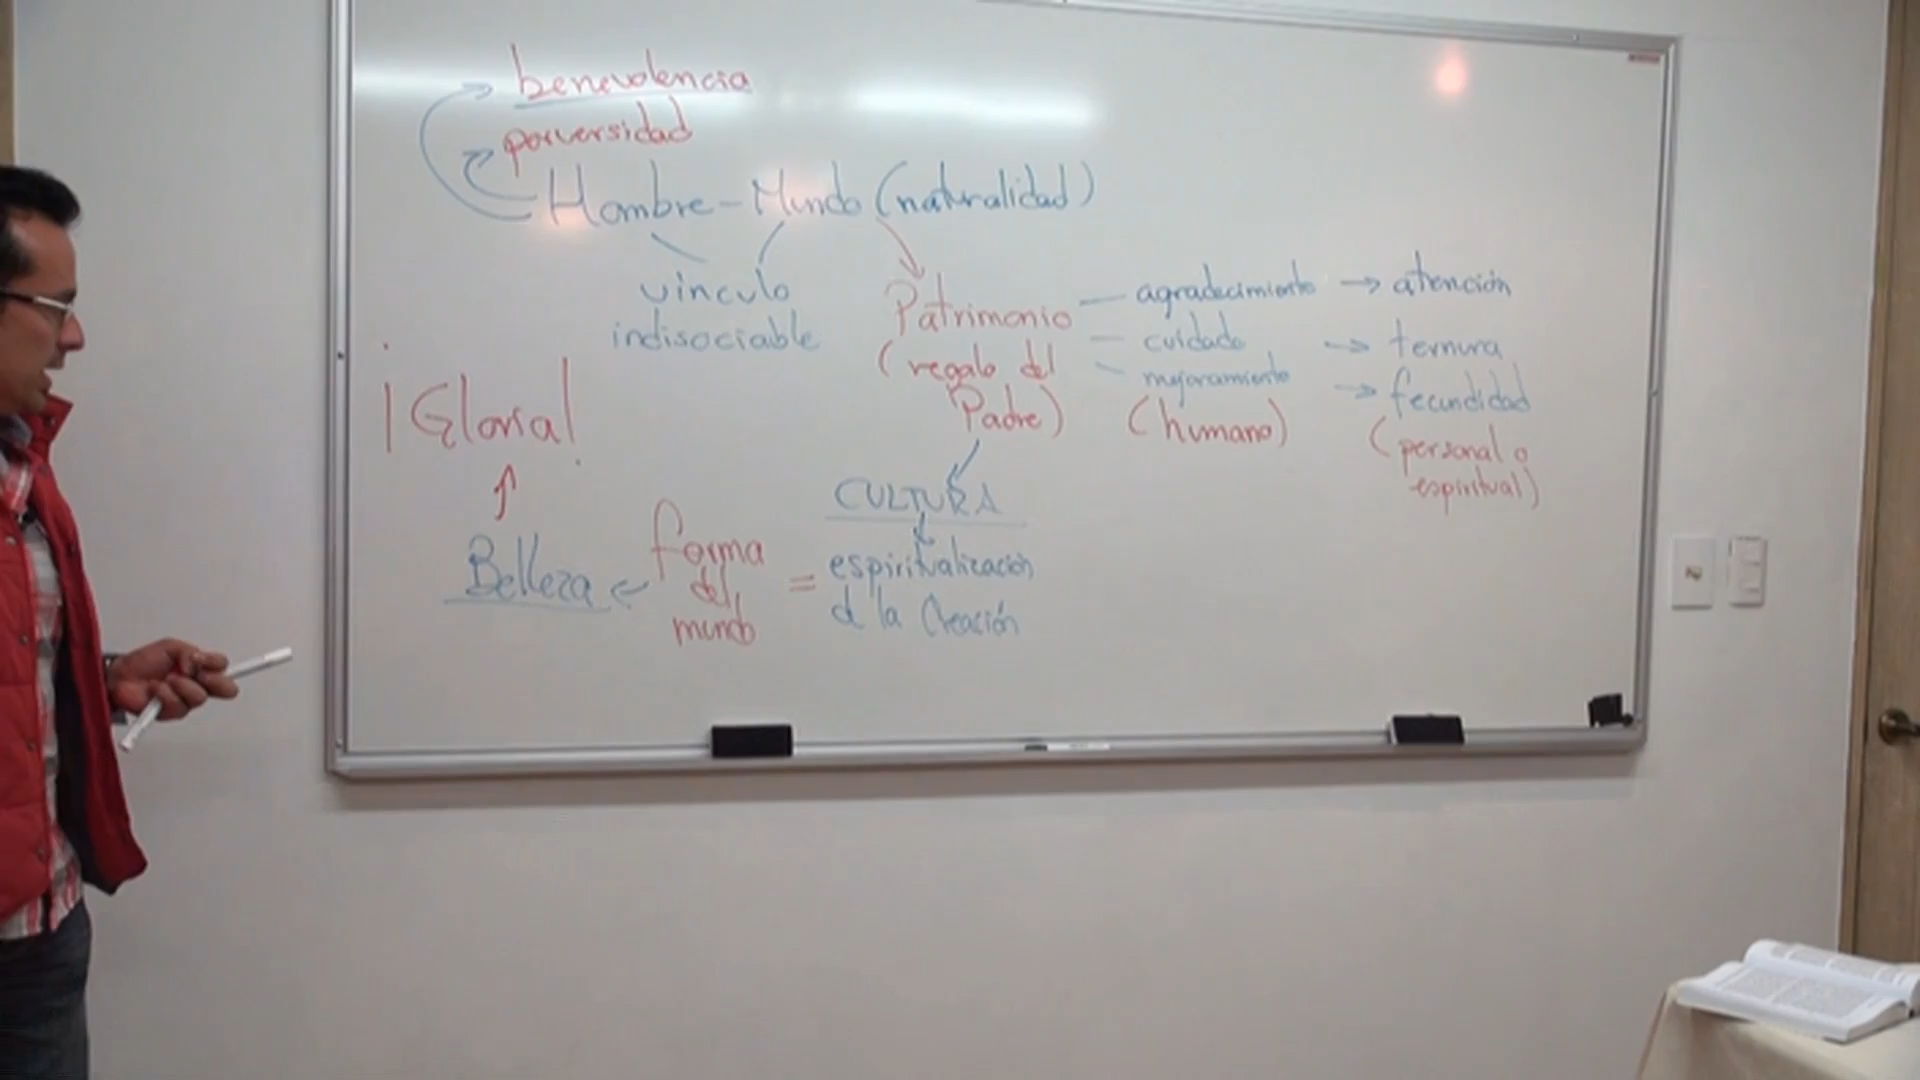 benevolencia
perversidad
Hombre - Mundo (naturalidad)
vinculo
indisociable
Patrimonio
(regalo del
Padre)
agradecimiento → atención
cuidado → ternura
mejoramiento → fecundidad
(humano)
(personal o
espiritual)
¡Gloria!
CULTURA
espiritualización
d la Creación
=
forma
del
mundo
Belleza